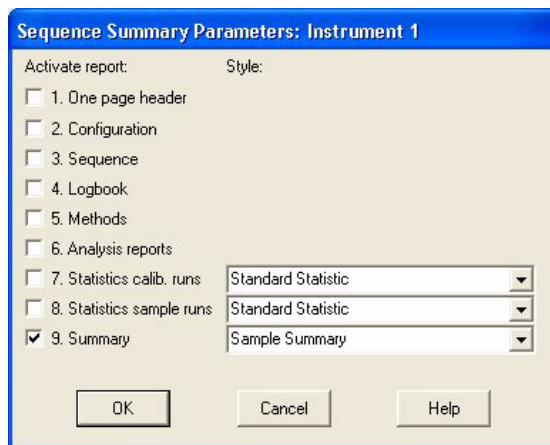 Sequence Summary Parameters: Instrument 1
Activate report: Style:
1. One page header
2. Configuration
3. Sequence
4. Logbook
5. Methods
6. Analysis reports
7. Statistics calib. runs Standard Statistic
8. Statistics sample runs Standard Statistic
9. Summary Sample Summary
OK Cancel Help